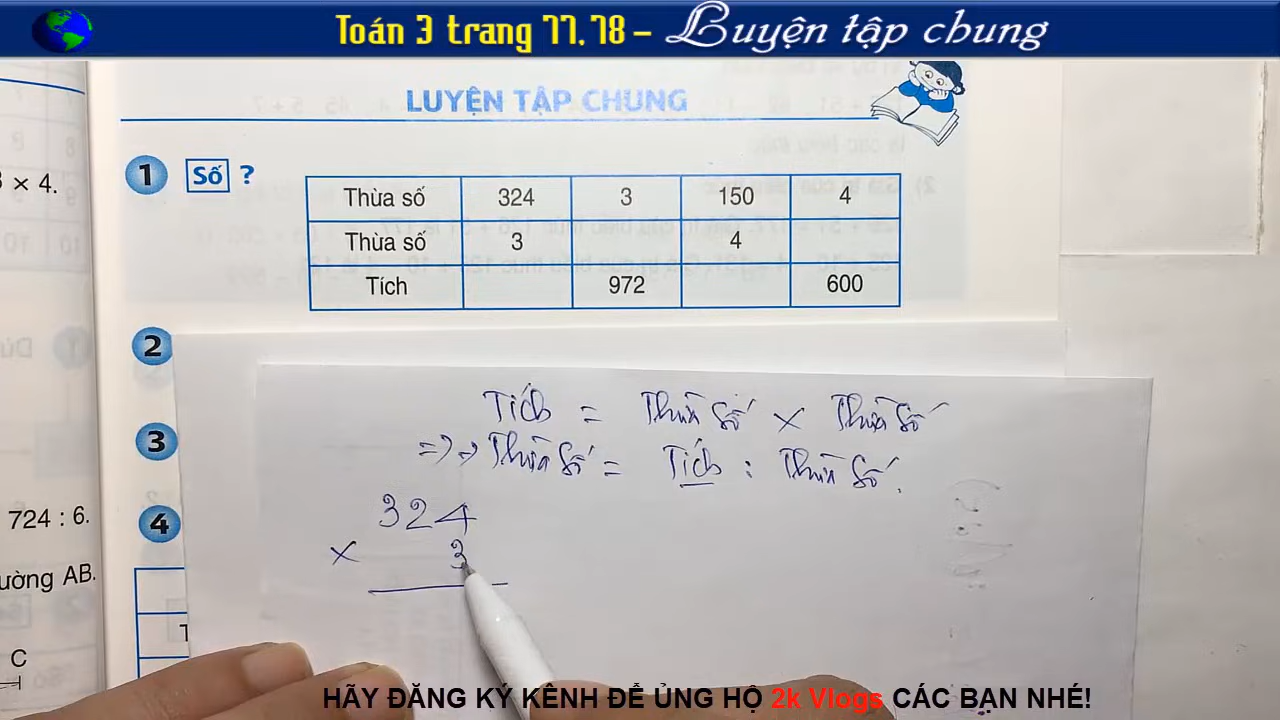 Toán 3 trang 77, 78 – Luyện tập chung
LUYỆN TẬP CHUNG
× 4.
1 Số ?
Thừa số 324 3 150 4
Thừa số 3 4
Tích 972 600
2
3
4
Tích = Thừa số × Thừa số
=> Thừa số = Tích : Thừa số.
324
× 3
724 : 6.
AB.
C
HÃY ĐĂNG KÝ KÊNH ĐỂ ỦNG HỘ 2k Vlogs CÁC BẠN NHÉ!